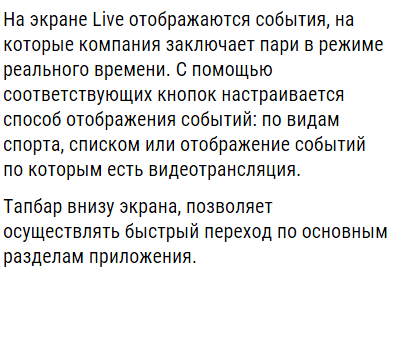 На экране Live отображаются события, на
которые компания заключает пари в режиме
реального времени. С помощью
соответствующих кнопок настраивается
способ отображения событий: по видам
спорта, списком или отображение событий
по которым есть видеотрансляция.
Тапбар внизу экрана, позволяет
осуществлять быстрый переход по основным
разделам приложения.